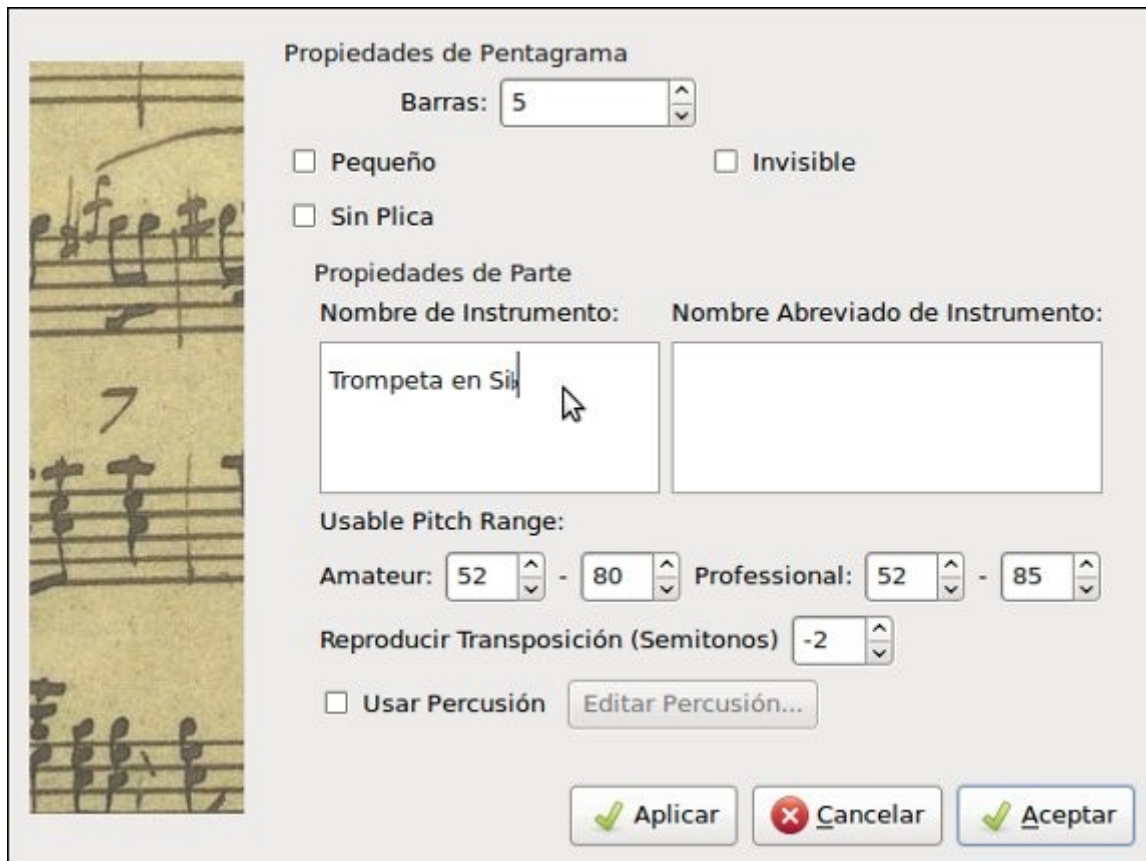 Propiedades de Pentagrama
Barras: 5
Pequeño Invisible
Sin Plica
Propiedades de Parte
Nombre de Instrumento: Nombre Abreviado de Instrumento:
Trompeta en Si♭
7
Usable Pitch Range:
Amateur: 52 - 80 Professional: 52 - 85
Reproducir Transposición (Semitonos) -2
Usar Percusión Editar Percusión...
Aplicar Cancelar Aceptar